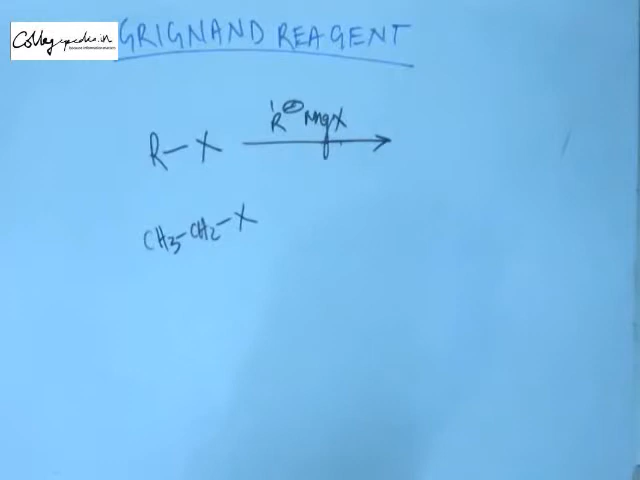 Collegepedia.in
GRIGNAND REAGENT
R—X R'⊖MgX →
CH3-CH2-X